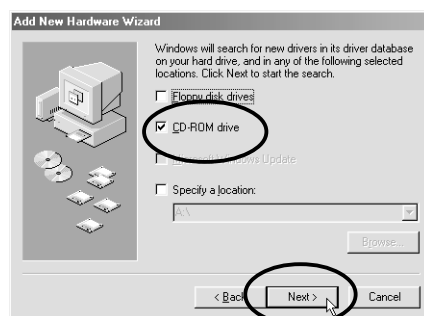 Add New Hardware Wizard
Windows will search for new drivers in its driver database
on your hard drive, and in any of the following selected
locations. Click Next to start the search.
Floppy disk drives
CD-ROM drive
Microsoft Windows Update
Specify a location:
A:\
Browse...
< Back
Next >
Cancel